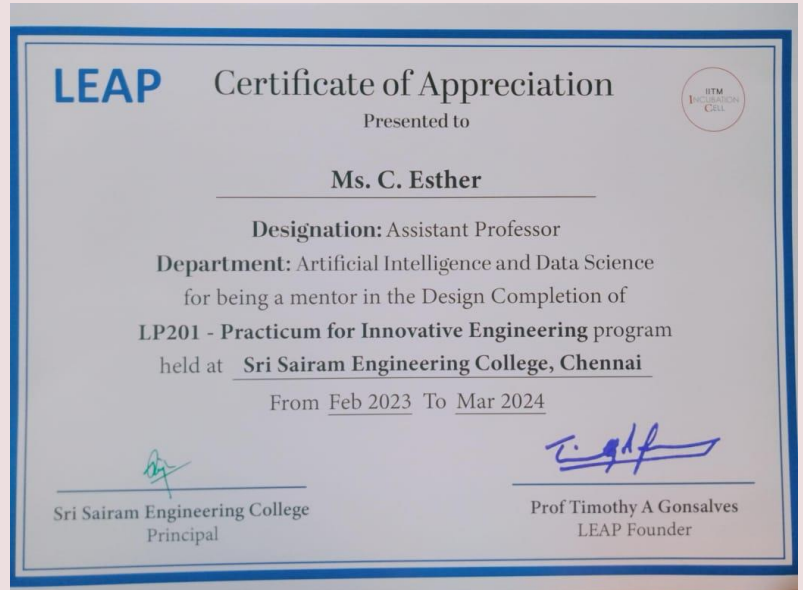 LEAP
Certificate of Appreciation
IITM
INCUBATION
CELL
Presented to
Ms. C. Esther
Designation: Assistant Professor
Department: Artificial Intelligence and Data Science
for being a mentor in the Design Completion of
LP201 - Practicum for Innovative Engineering program
held at Sri Sairam Engineering College, Chennai
From Feb 2023 To Mar 2024
Sri Sairam Engineering College
Principal
Prof Timothy A Gonsalves
LEAP Founder